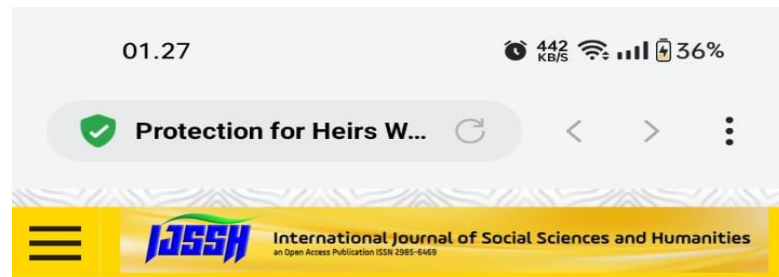 01.27 442 KB/S 36%
Protection for Heirs W...
IJSSH International Journal of Social Sciences and Humanities
an Open Access Publication ISSN 2985-6469